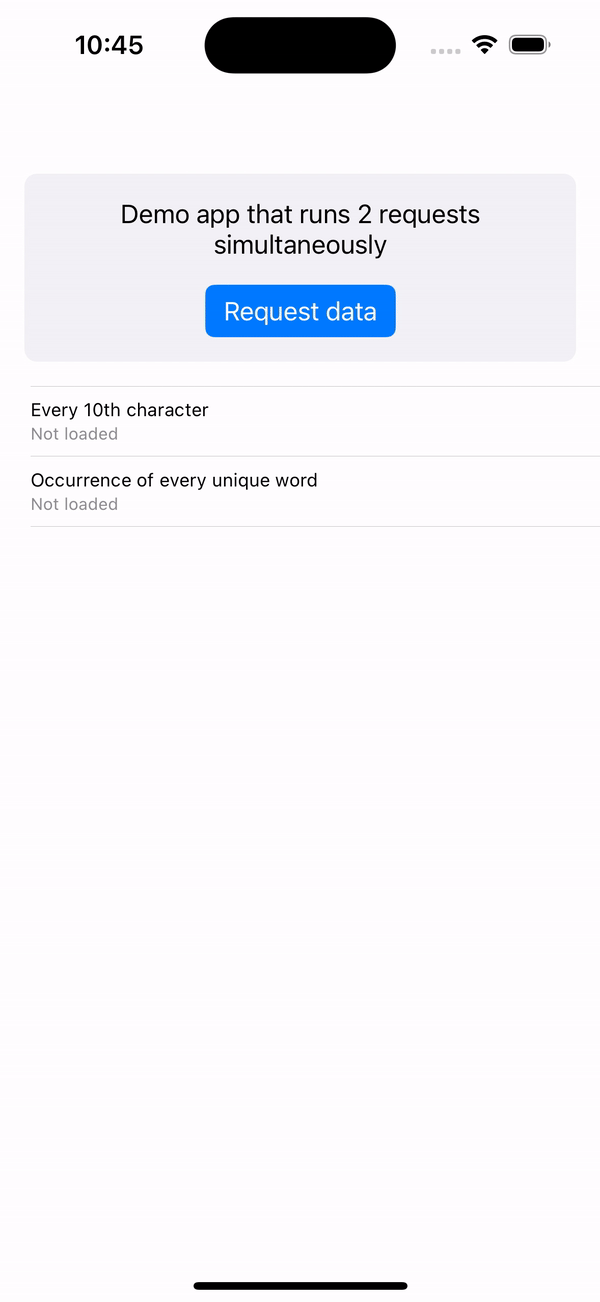 10:45
Demo app that runs 2 requests
simultaneously
Request data
Every 10th character
Not loaded
Occurrence of every unique word
Not loaded